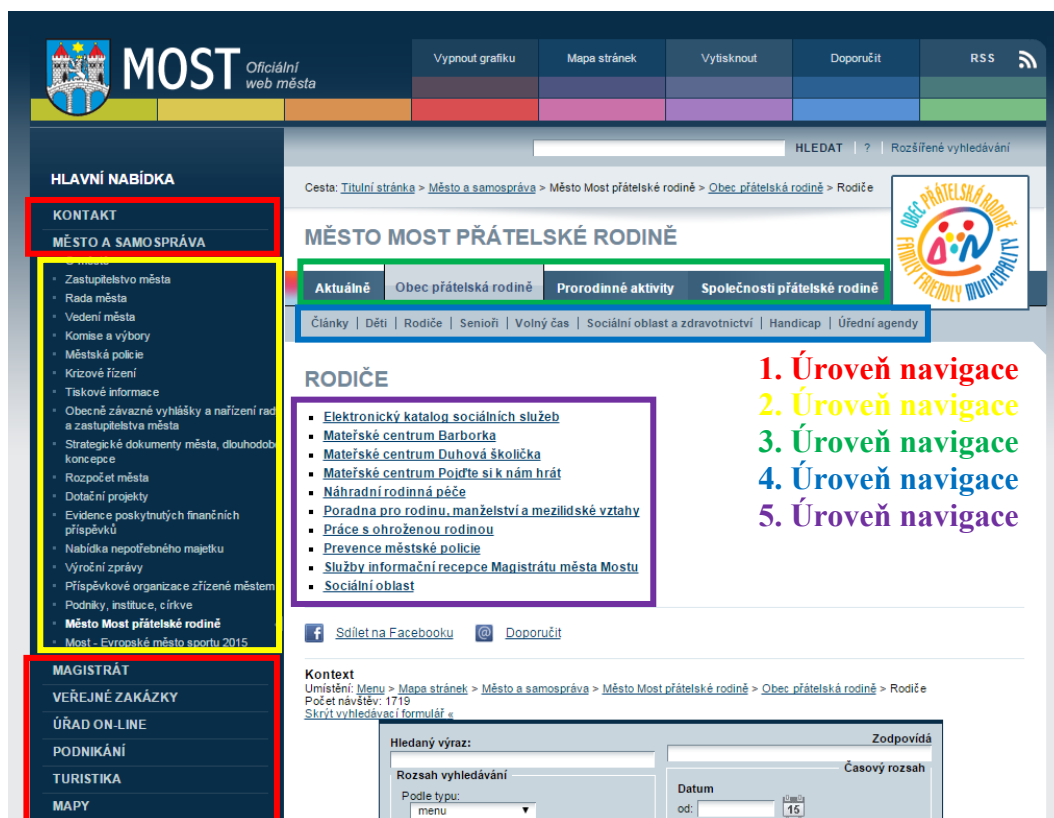 MOST Oficiální
web města
Vypnout grafiku
Mapa stránek
Vytisknout
Doporučit
RSS
HLEDAT | ? | Rozšířené vyhledávání
HLAVNÍ NABÍDKA
KONTAKT
MĚSTO A SAMOSPRÁVA
O městě
Zastupitelstvo města
Rada města
Vedení města
Komise a výbory
Městská policie
Krizové řízení
Tiskové informace
Obecně závazné vyhlášky a nařízení rad
a zastupitelstva města
Strategické dokumenty města, dlouhodobé
koncepce
Rozpočet města
Dotační projekty
Evidence poskytnutých finančních
příspěvků
Nabídka nepotřebného majetku
Výroční zprávy
Příspěvkové organizace zřízené městem
Podniky, instituce, církve
Město Most přátelské rodině
Most - Evropské město sportu 2015
MAGISTRÁT
VEŘEJNÉ ZAKÁZKY
ÚŘAD ON-LINE
PODNIKÁNÍ
TURISTIKA
MAPY
Cesta: Titulní stránka > Město a samospráva > Město Most přátelské rodině > Obec přátelská rodině > Rodiče
OBEC PŘÁTELSKÁ RODINĚ
FAMILY FRIENDLY MUNICIPALITY
MĚSTO MOST PŘÁTELSKÉ RODINĚ
Aktuálně
Obec přátelská rodině
Prorodinné aktivity
Společnosti přátelské rodině
Články | Děti | Rodiče | Senioři | Volný čas | Sociální oblast a zdravotnictví | Handicap | Úřední agendy
RODIČE
Elektronický katalog sociálních služeb
Mateřské centrum Barborka
Mateřské centrum Duhová školička
Mateřské centrum Pojďte si k nám hrát
Náhradní rodinná péče
Poradna pro rodinu, manželství a mezilidské vztahy
Práce s ohroženou rodinou
Prevence městské policie
Služby informační recepce Magistrátu města Mostu
Sociální oblast
1. Úroveň navigace
2. Úroveň navigace
3. Úroveň navigace
4. Úroveň navigace
5. Úroveň navigace
Sdílet na Facebooku @ Doporučit
Kontext
Umístění: Menu > Mapa stránek > Město a samospráva > Město Most přátelské rodině > Obec přátelská rodině > Rodiče
Počet návštěv: 1719
Skrýt vyhledávací formulář «
Hledaný výraz:
Zodpovídá
Rozsah vyhledávání
Časový rozsah
Podle typu:
menu
Datum
od:
15